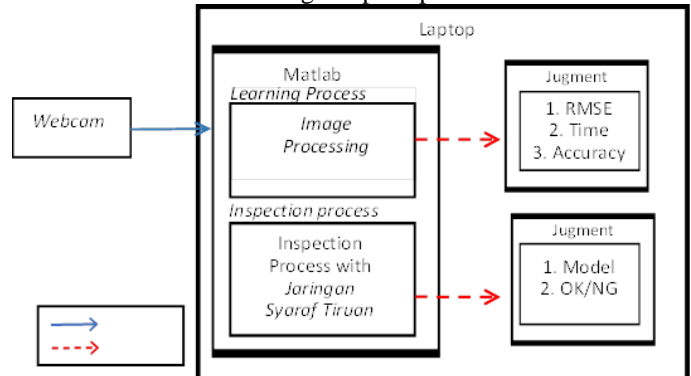 Laptop
Matlab
Learning Process
Image
Processing
Jugment
1. RMSE
2. Time
3. Accuracy
Webcam
Inspection process
Inspection
Process with
Jaringan
Syaraf Tiruan
Jugment
1. Model
2. OK/NG